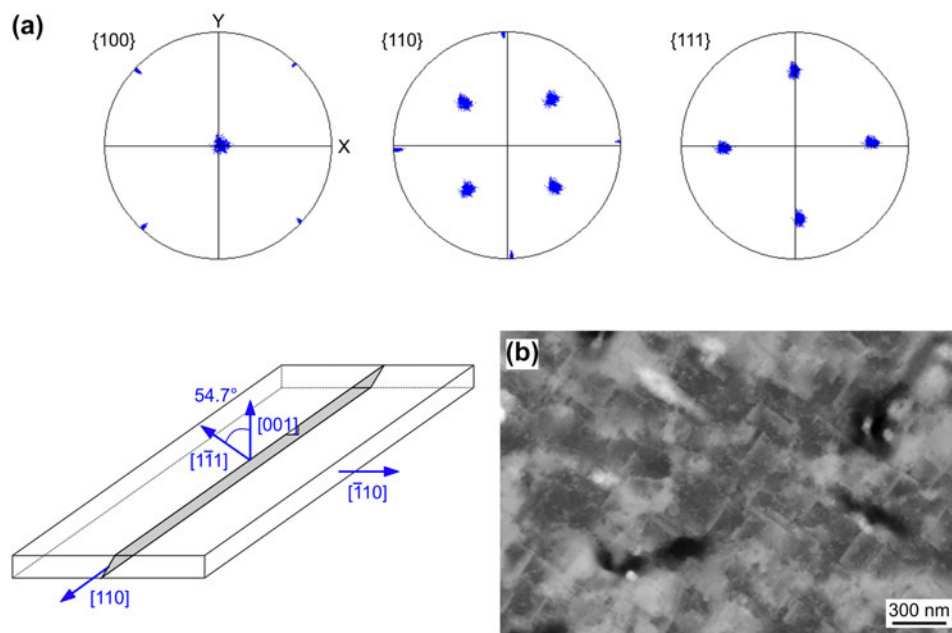 (a)
{100}
Y
X
{110}
{111}
54.7°
[001]
[11̄1]
[1̄10]
[110]
(b)
300 nm